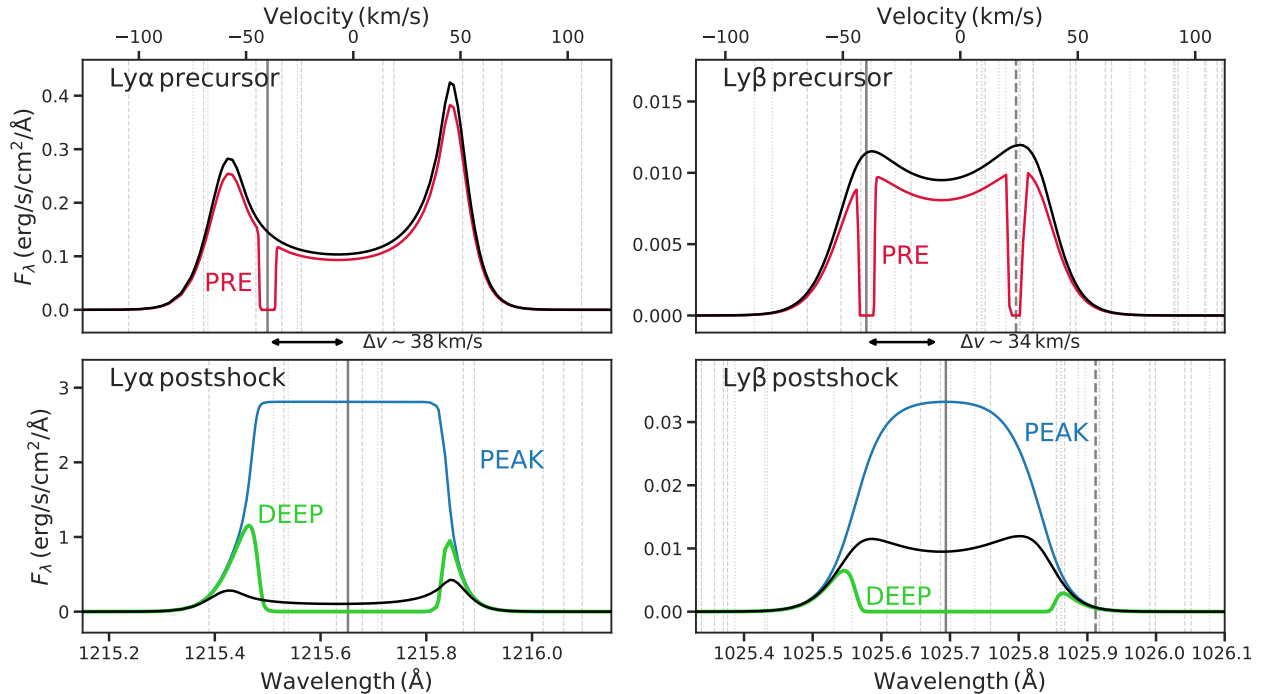 Velocity (km/s)
−100 −50 0 50 100
Lyα precursor
0.4
0.3
0.2
0.1
0.0
F_λ (erg/s/cm²/Å)
PRE
Δv ~ 38 km/s
Velocity (km/s)
−100 −50 0 50 100
Lyβ precursor
0.015
0.010
0.005
0.000
PRE
Δv ~ 34 km/s
Lyα postshock
3
2
1
0
F_λ (erg/s/cm²/Å)
PEAK
DEEP
1215.2 1215.4 1215.6 1215.8 1216.0
Wavelength (Å)
Lyβ postshock
0.03
0.02
0.01
0.00
PEAK
DEEP
1025.4 1025.5 1025.6 1025.7 1025.8 1025.9 1026.0 1026.1
Wavelength (Å)